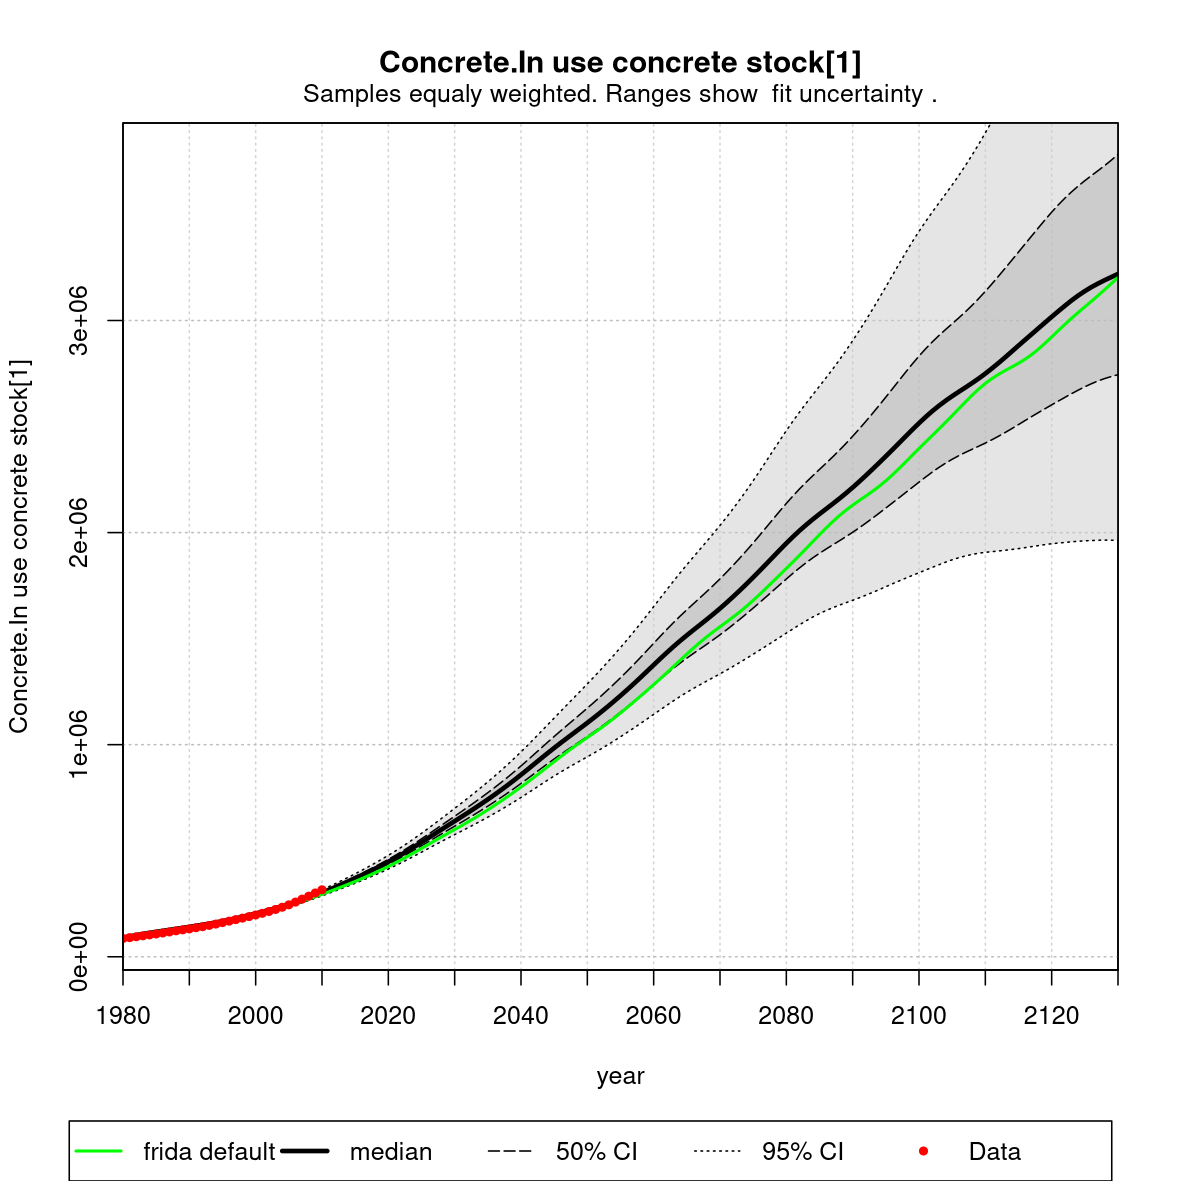 Concrete.In use concrete stock[1]
Samples equaly weighted. Ranges show  fit uncertainty .
Concrete.In use concrete stock[1]
3e+06
2e+06
1e+06
0e+00
1980 2000 2020 2040 2060 2080 2100 2120
year
frida default median 50% CI 95% CI Data